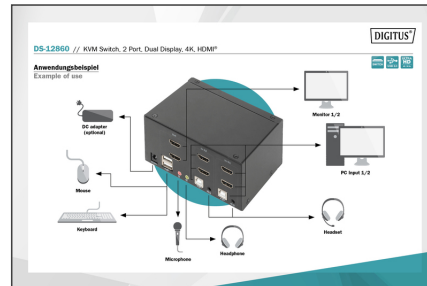 DIGITUS®
DS-12860 // KVM Switch, 2 Port, Dual Display, 4K, HDMI®
Anwendungsbeispiel
Example of use
Monitor 1/2
DC adapter
(optional)
PC Input 1/2
Mouse
Keyboard
Microphone
Headphone
Headset